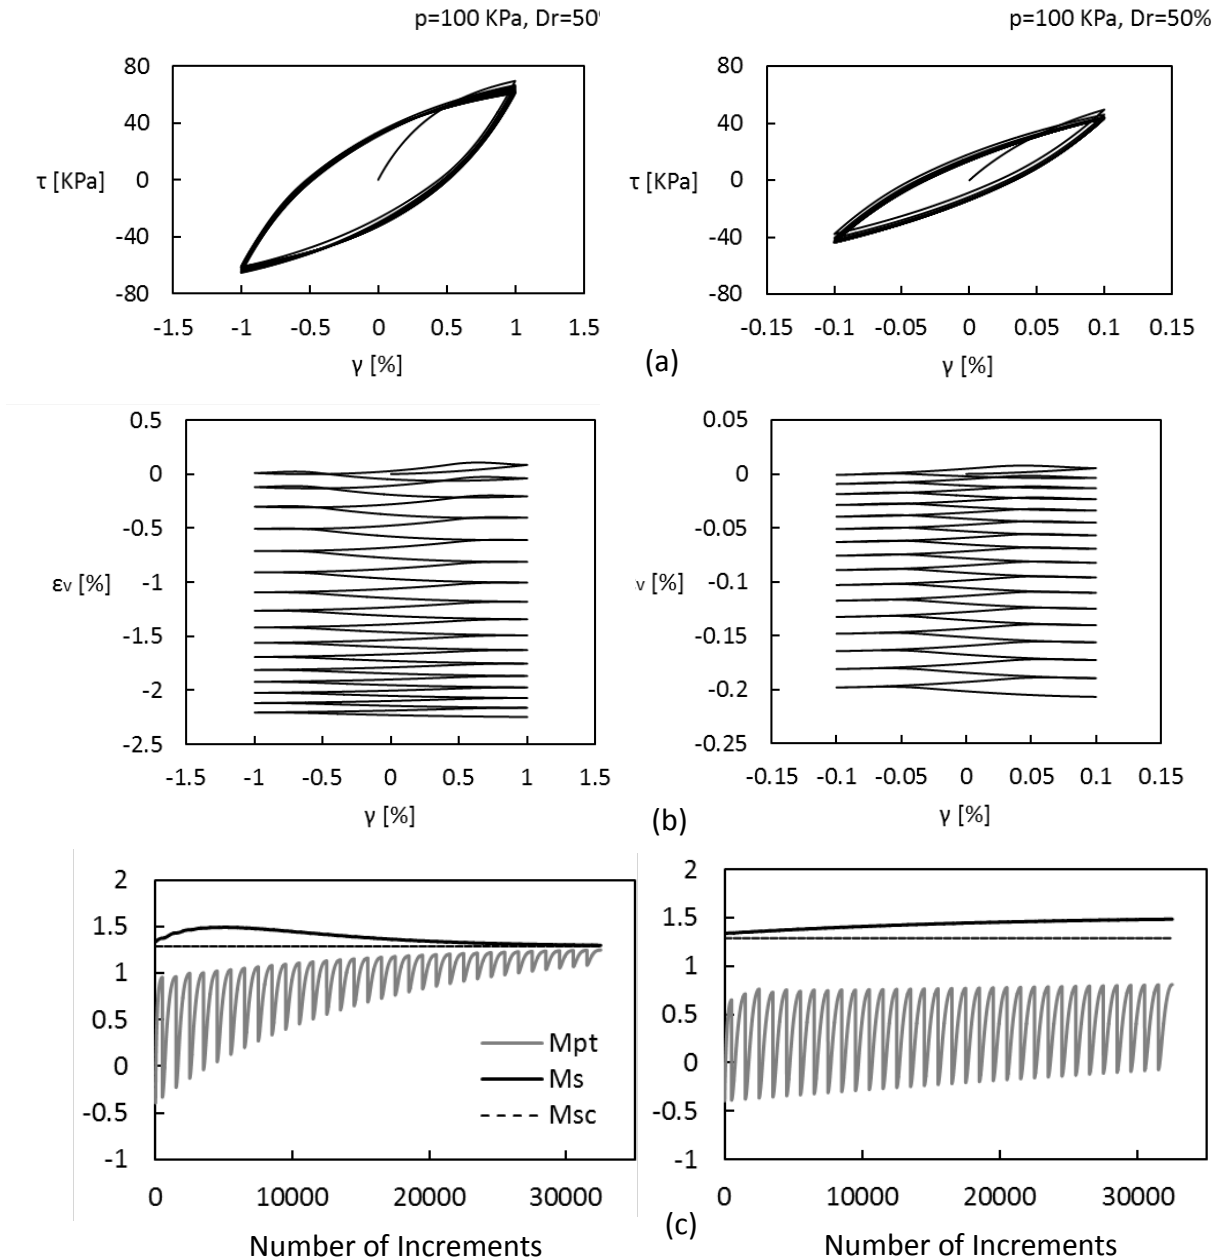 p=100 KPa, Dr=50%
p=100 KPa, Dr=50%
80
40
0
-40
-80
τ [KPa]
-1.5 -1 -0.5 0 0.5 1 1.5
γ [%]
80
40
0
-40
-80
τ [KPa]
-0.15 -0.1 -0.05 0 0.05 0.1 0.15
γ [%]
(a)
0.5
0
-0.5
-1
-1.5
-2
-2.5
εv [%]
-1.5 -1 -0.5 0 0.5 1 1.5
γ [%]
0.05
0
-0.05
-0.1
-0.15
-0.2
-0.25
v [%]
-0.15 -0.1 -0.05 0 0.05 0.1 0.15
γ [%]
(b)
2
1.5
1
0.5
0
-0.5
-1
Mpt
Ms
Msc
0 10000 20000 30000
Number of Increments
2
1.5
1
0.5
0
-0.5
-1
0 10000 20000 30000
Number of Increments
(c)